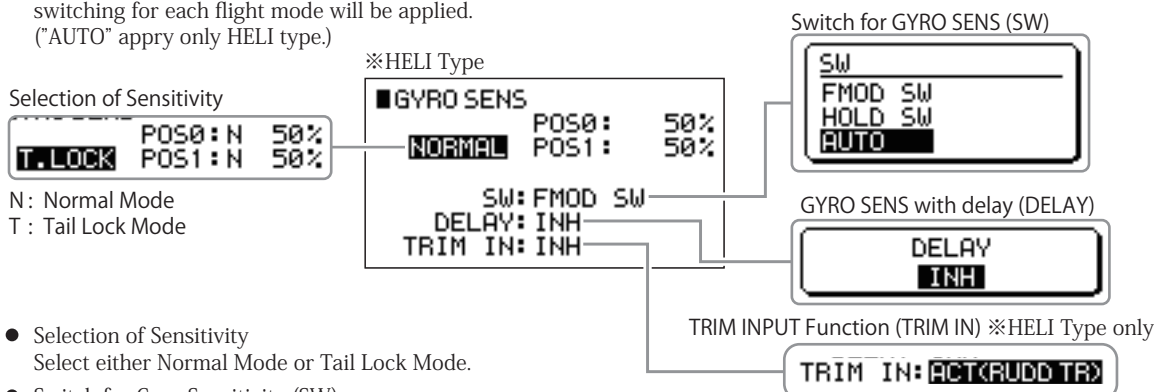 switching for each flight mode will be applied.
("AUTO" appry only HELI type.)
※HELI Type
Switch for GYRO SENS (SW)
SW
FMOD SW
HOLD SW
AUTO
Selection of Sensitivity
POS0:N 50%
T.LOCK POS1:N 50%
N : Normal Mode
T : Tail Lock Mode
■GYRO SENS
POS0: 50%
NORMAL POS1: 50%
SW:FMOD SW
DELAY:INH
TRIM IN:INH
GYRO SENS with delay (DELAY)
DELAY
INH
TRIM INPUT Function (TRIM IN) ※HELI Type only
TRIM IN:ACT(RUDD TR)
● Selection of Sensitivity
Select either Normal Mode or Tail Lock Mode.